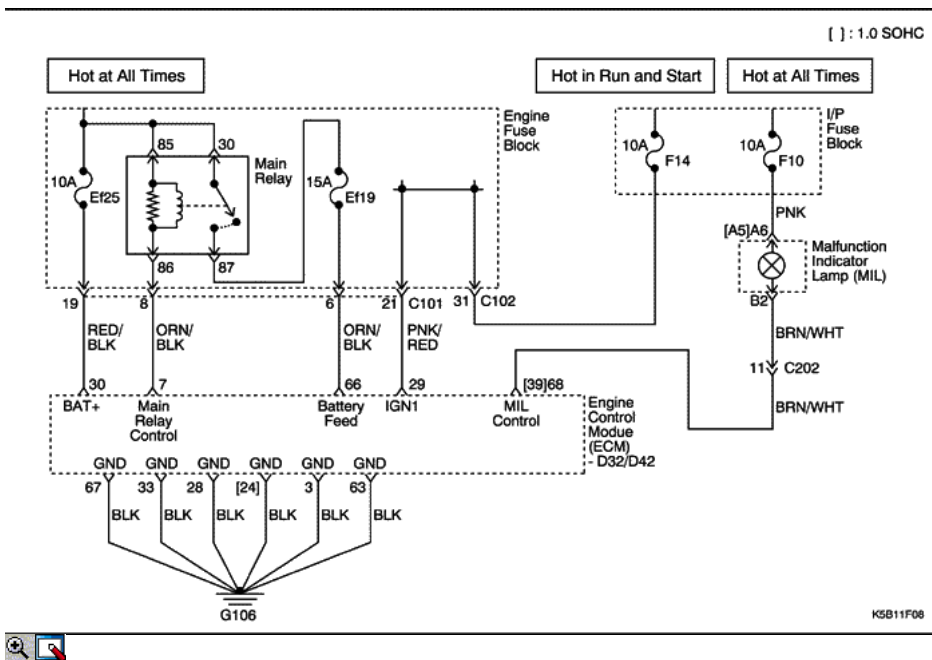 [ ] : 1.0 SOHC
Hot at All Times
Hot in Run and Start
Hot at All Times
Engine
Fuse
Block
I/P
Fuse
Block
85
30
Main
Relay
10A
Ef25
15A
Ef19
10A
F14
10A
F10
86
87
PNK
[A5]A6
Malfunction
Indicator
Lamp (MIL)
B2
19
8
6
21
C101
31
C102
RED/
BLK
ORN/
BLK
ORN/
BLK
PNK/
RED
BRN/WHT
11
C202
BRN/WHT
30
7
66
29
[39]68
BAT+
Main
Relay
Control
Battery
Feed
IGN1
MIL
Control
Engine
Control
Modue
(ECM)
- D32/D42
GND
GND
GND
GND
GND
GND
67
33
28
[24]
3
63
BLK
BLK
BLK
BLK
BLK
BLK
G106
K5B11F08